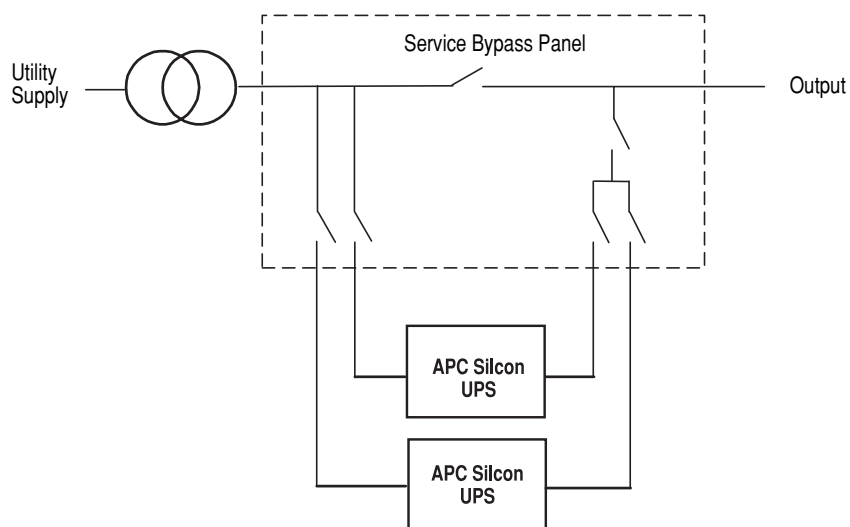 Service Bypass Panel
Utility
Supply
Output
APC Silcon
UPS
APC Silcon
UPS